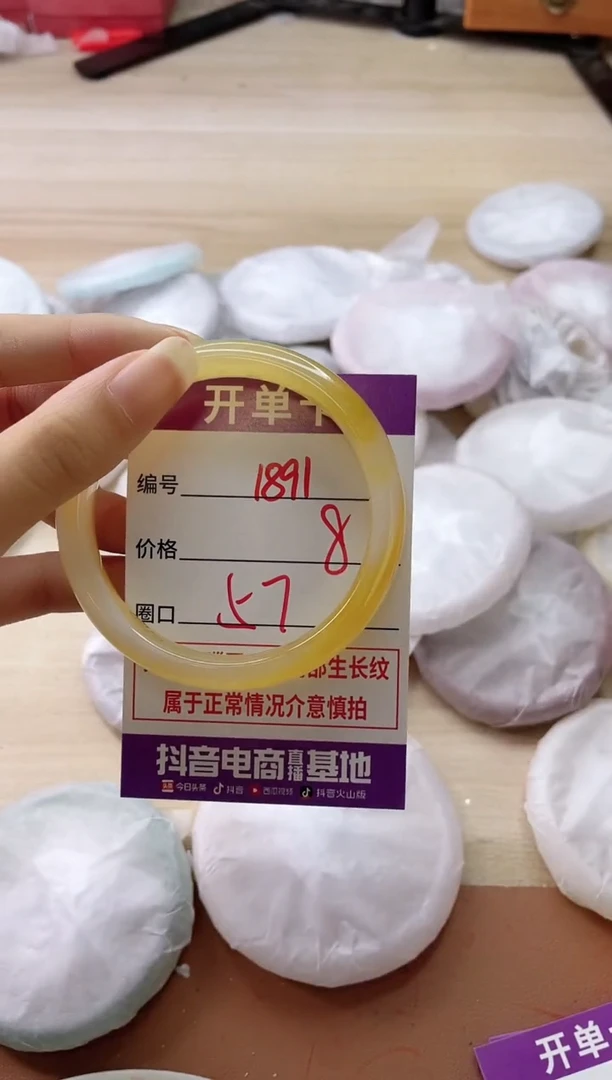 开单卡
编号 1891
价格 8
圈口 57
部生长纹
属于正常情况介意慎拍
抖音电商直播基地
头条 今日头条 抖音 西瓜视频 抖音火山版
开单